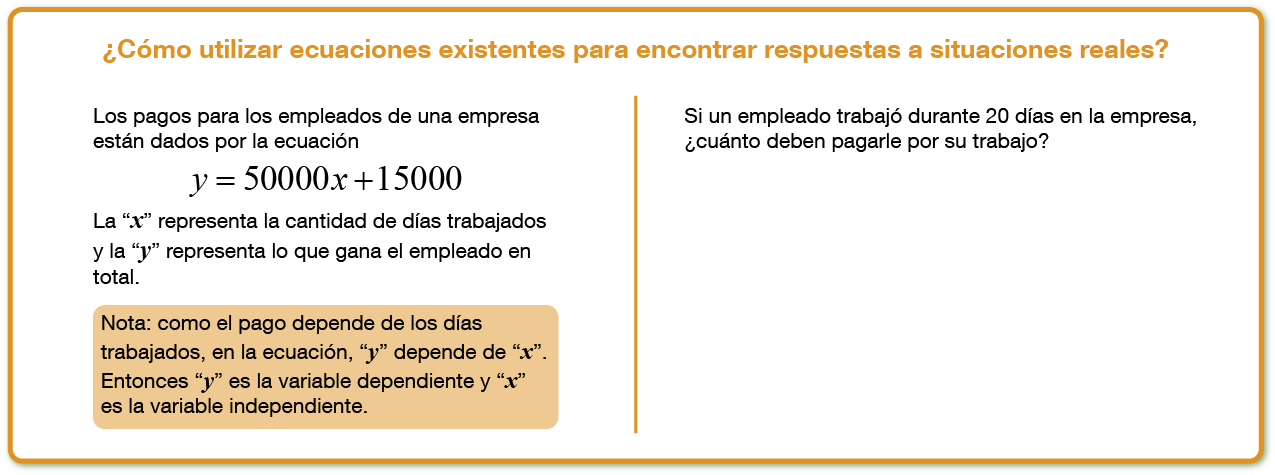 ¿Cómo utilizar ecuaciones existentes para encontrar respuestas a situaciones reales?
Los pagos para los empleados de una empresa
están dados por la ecuación
y = 50000x + 15000
La “x” representa la cantidad de días trabajados
y la “y” representa lo que gana el empleado en
total.
Nota: como el pago depende de los días
trabajados, en la ecuación, “y” depende de “x”.
Entonces “y” es la variable dependiente y “x”
es la variable independiente.
Si un empleado trabajó durante 20 días en la empresa,
¿cuánto deben pagarle por su trabajo?